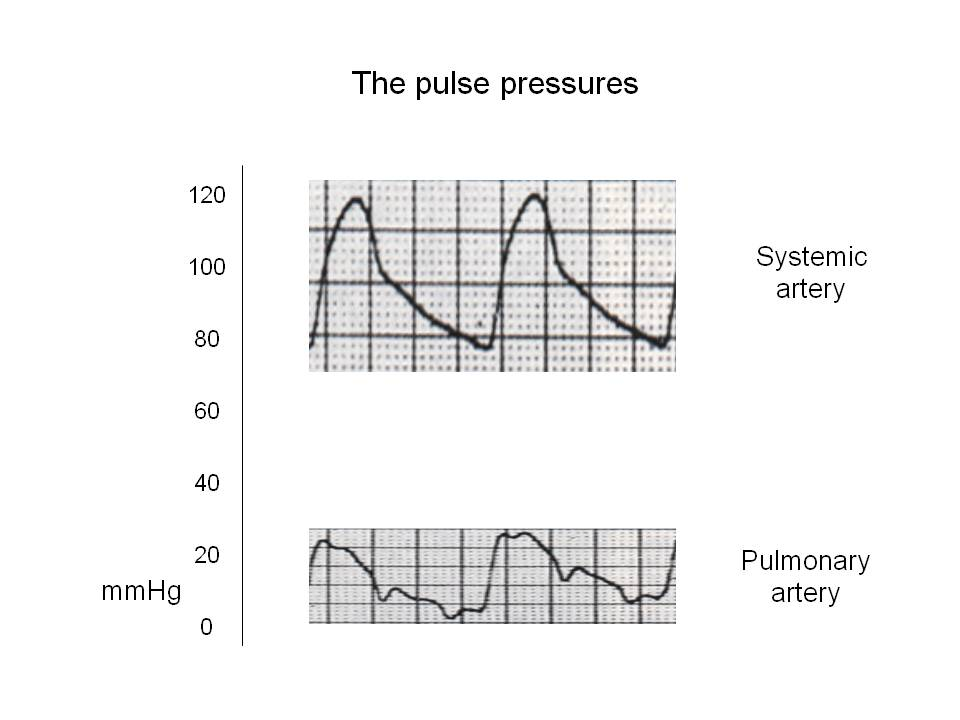 The pulse pressures
120
100
80
60
40
20
0
mmHg
Systemic
artery
Pulmonary
artery